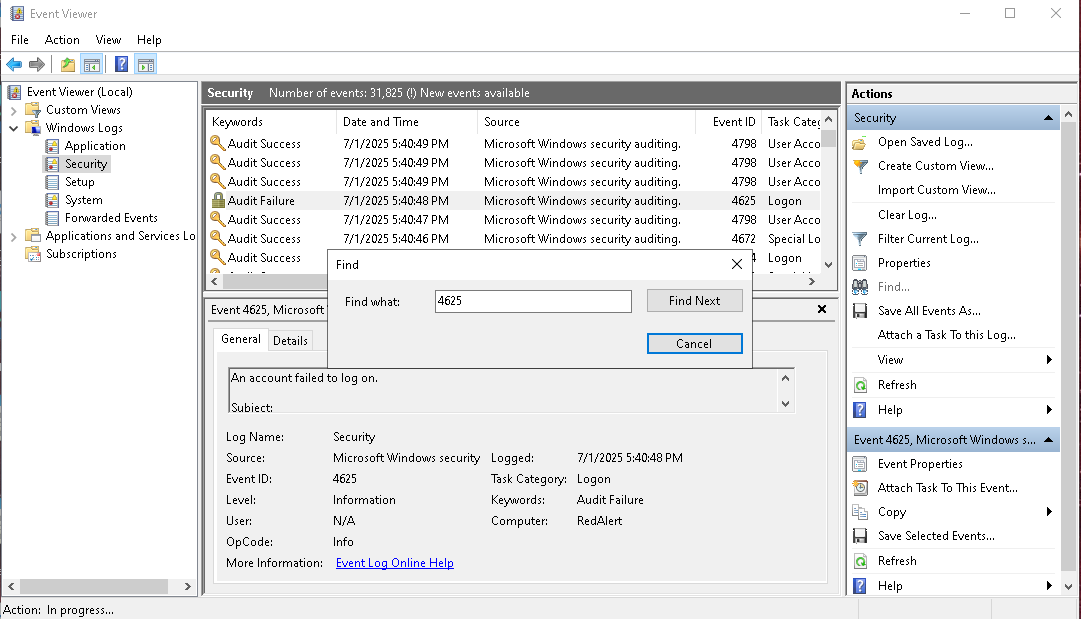 Event Viewer
File Action View Help
Event Viewer (Local)
Custom Views
Windows Logs
Application
Security
Setup
System
Forwarded Events
Applications and Services Lo
Subscriptions
Security Number of events: 31,825 (!) New events available
Keywords Date and Time Source Event ID Task Categ
Audit Success 7/1/2025 5:40:49 PM Microsoft Windows security auditing. 4798 User Acco
Audit Success 7/1/2025 5:40:49 PM Microsoft Windows security auditing. 4798 User Acco
Audit Success 7/1/2025 5:40:49 PM Microsoft Windows security auditing. 4798 User Acco
Audit Failure 7/1/2025 5:40:48 PM Microsoft Windows security auditing. 4625 Logon
Audit Success 7/1/2025 5:40:47 PM Microsoft Windows security auditing. 4798 User Acco
Audit Success 7/1/2025 5:40:46 PM Microsoft Windows security auditing. 4672 Special Lo
Audit Success Logon
Find
Find what: 4625 Find Next
Cancel
Event 4625, Microsoft
General Details
An account failed to log on.
Subject:
Log Name: Security
Source: Microsoft Windows security Logged: 7/1/2025 5:40:48 PM
Event ID: 4625 Task Category: Logon
Level: Information Keywords: Audit Failure
User: N/A Computer: RedAlert
OpCode: Info
More Information: Event Log Online Help
Actions
Security
Open Saved Log...
Create Custom View...
Import Custom View...
Clear Log...
Filter Current Log...
Properties
Find...
Save All Events As...
Attach a Task To this Log...
View
Refresh
Help
Event 4625, Microsoft Windows s...
Event Properties
Attach Task To This Event...
Copy
Save Selected Events...
Refresh
Help
Action: In progress...